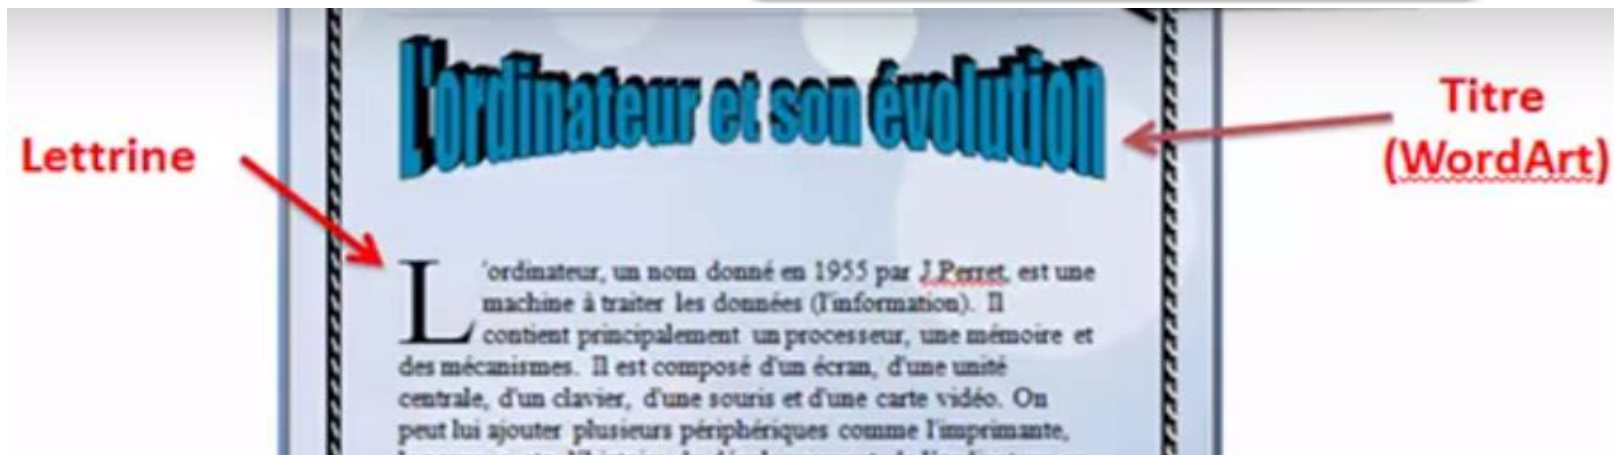 L'ordinateur et son évolution
Titre
(WordArt)
Lettrine
L'ordinateur, un nom donné en 1955 par J.Perret, est une
machine à traiter les données (l'information). Il
contient principalement un processeur, une mémoire et
des mécanismes. Il est composé d'un écran, d'une unité
centrale, d'un clavier, d'une souris et d'une carte vidéo. On
peut lui ajouter plusieurs périphériques comme l'imprimante,